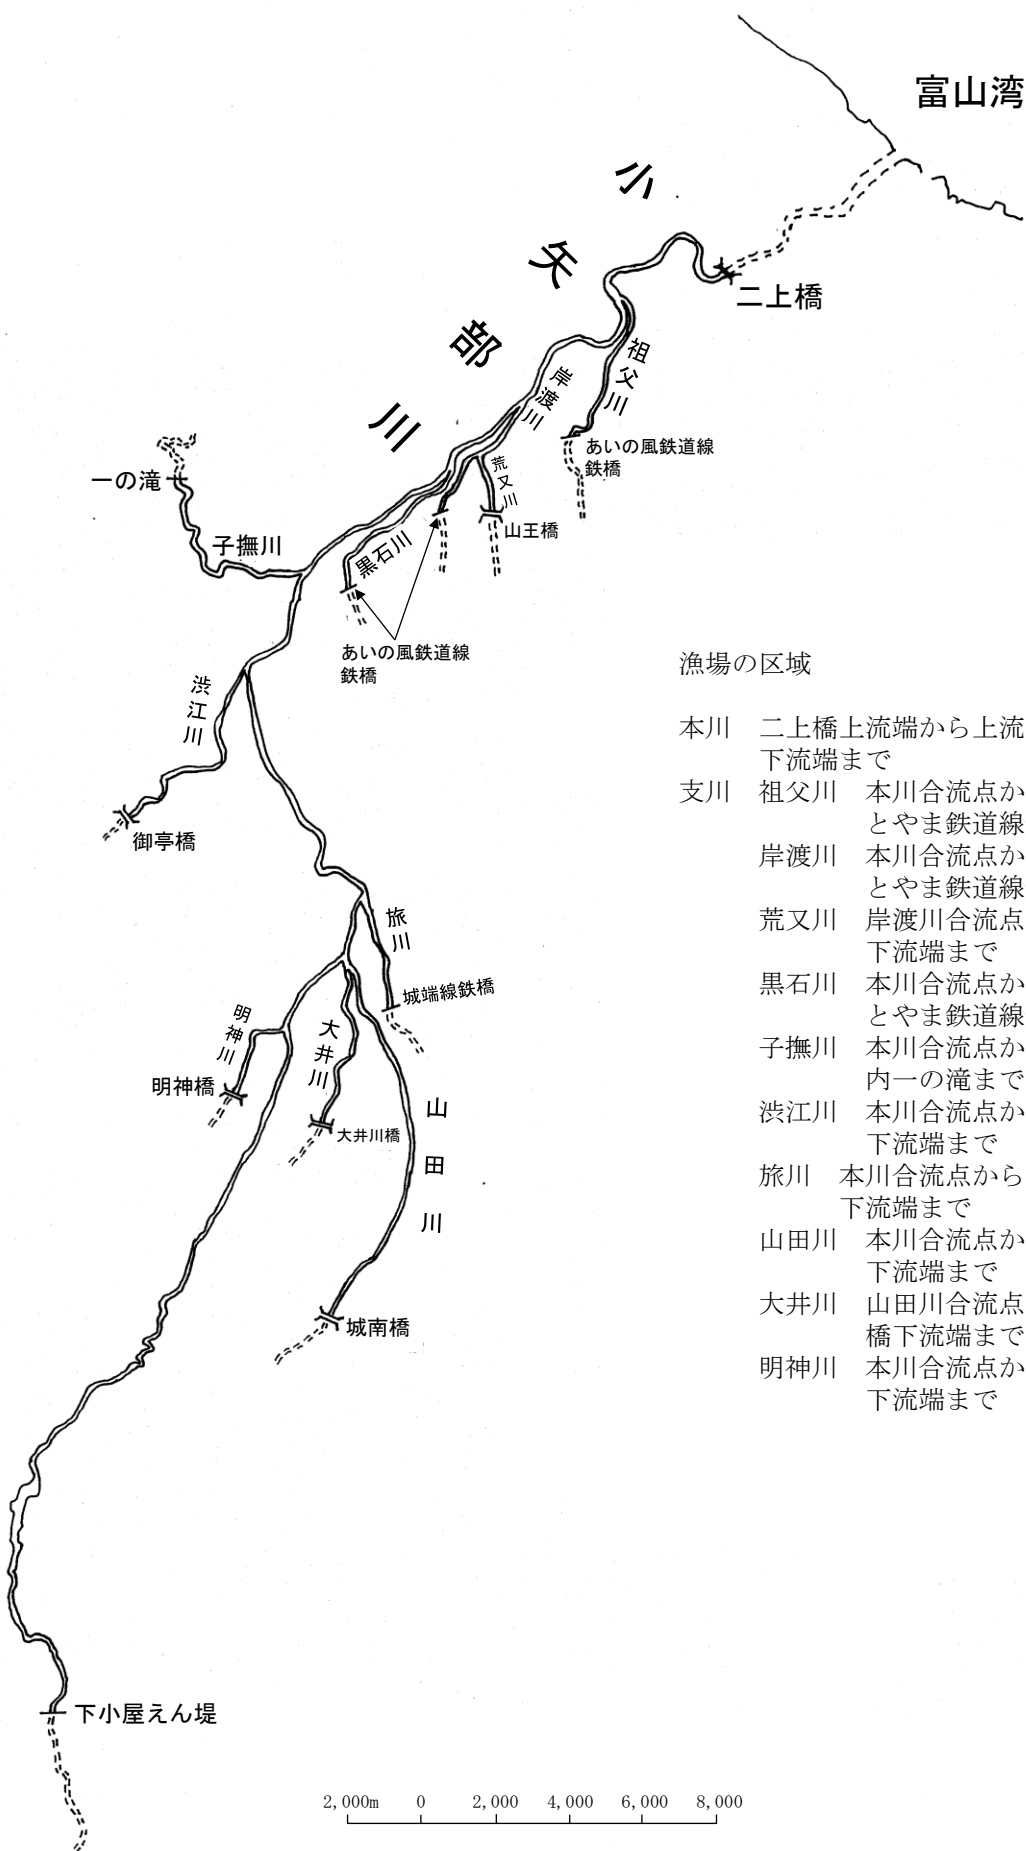 富山湾
小矢部川
二上橋
祖父川
岸渡川
あいの風鉄道線
鉄橋
一の滝
荒又川
山王橋
子撫川
黒石川
あいの風鉄道線
鉄橋
渋江川
御亭橋
旅川
城端線鉄橋
明神川
大井川
明神橋
大井川橋
山田川
城南橋
下小屋えん堤
漁場の区域
本川 二上橋上流端から上流
下流端まで
支川 祖父川 本川合流点か
とやま鉄道線
岸渡川 本川合流点か
とやま鉄道線
荒又川 岸渡川合流点
下流端まで
黒石川 本川合流点か
とやま鉄道線
子撫川 本川合流点か
内一の滝まで
渋江川 本川合流点か
下流端まで
旅川 本川合流点から
下流端まで
山田川 本川合流点か
下流端まで
大井川 山田川合流点
橋下流端まで
明神川 本川合流点か
下流端まで
2,000m 0 2,000 4,000 6,000 8,000